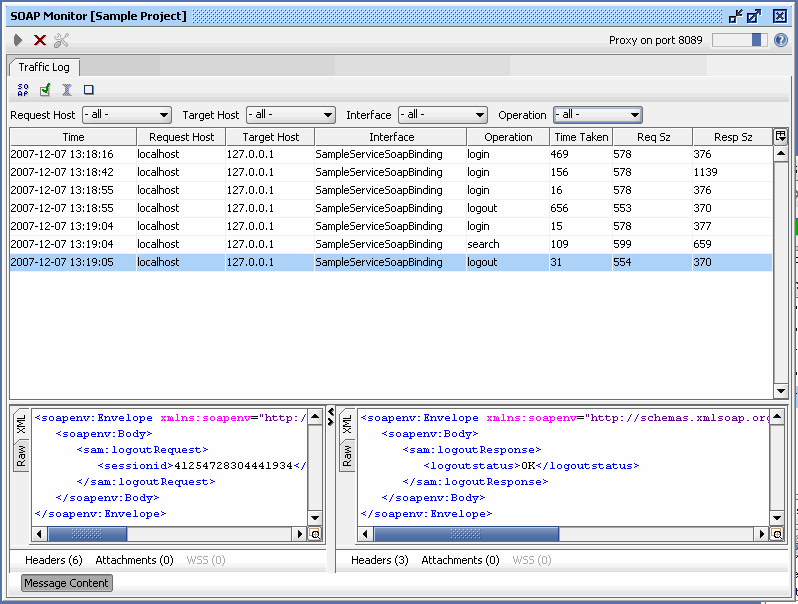 SOAP Monitor [Sample Project]
Proxy on port 8089
Traffic Log
SO AP
Request Host - all - Target Host - all - Interface - all - Operation - all -
Time Request Host Target Host Interface Operation Time Taken Req Sz Resp Sz
2007-12-07 13:18:16 localhost 127.0.0.1 SampleServiceSoapBinding login 469 578 376
2007-12-07 13:18:42 localhost 127.0.0.1 SampleServiceSoapBinding login 156 578 1139
2007-12-07 13:18:55 localhost 127.0.0.1 SampleServiceSoapBinding login 16 578 376
2007-12-07 13:18:55 localhost 127.0.0.1 SampleServiceSoapBinding logout 656 553 370
2007-12-07 13:19:04 localhost 127.0.0.1 SampleServiceSoapBinding login 15 578 377
2007-12-07 13:19:04 localhost 127.0.0.1 SampleServiceSoapBinding search 109 599 659
2007-12-07 13:19:05 localhost 127.0.0.1 SampleServiceSoapBinding logout 31 554 370
XML
Raw
<soapenv:Envelope xmlns:soapenv="http:/
<soapenv:Body>
<sam:logoutRequest>
<sessionid>41254728304441934</
</sam:logoutRequest>
</soapenv:Body>
</soapenv:Envelope>
Headers (6) Attachments (0) WSS (0)
XML
Raw
<soapenv:Envelope xmlns:soapenv="http://schemas.xmlsoap.org
<soapenv:Body>
<sam:logoutResponse>
<logoutstatus>OK</logoutstatus>
</sam:logoutResponse>
</soapenv:Body>
</soapenv:Envelope>
Headers (3) Attachments (0) WSS (0)
Message Content